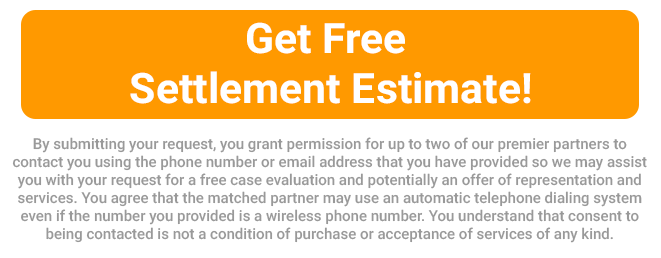 Get Free
Settlement Estimate!
By submitting your request, you grant permission for up to two of our premier partners to
contact you using the phone number or email address that you have provided so we may assist
you with your request for a free case evaluation and potentially an offer of representation and
services. You agree that the matched partner may use an automatic telephone dialing system
even if the number you provided is a wireless phone number. You understand that consent to
being contacted is not a condition of purchase or acceptance of services of any kind.